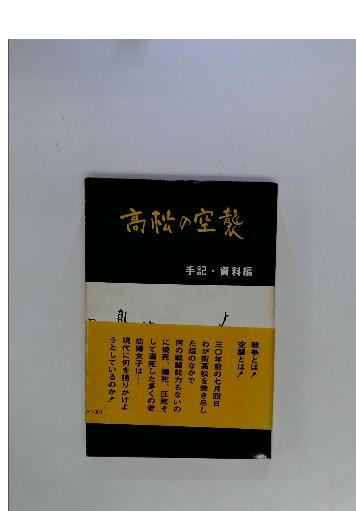 高松の空襲
手記・資料編
戦争とは!
空襲とは!
三〇年前の七月四日
わが街高松を焼き尽し
た焔のなかで
何の戦闘能力もないの
に焼死、爆死、圧死そ
して溺死した多くの老
幼婦女子は……
現代に何を語りかけよ
うとしているのか!